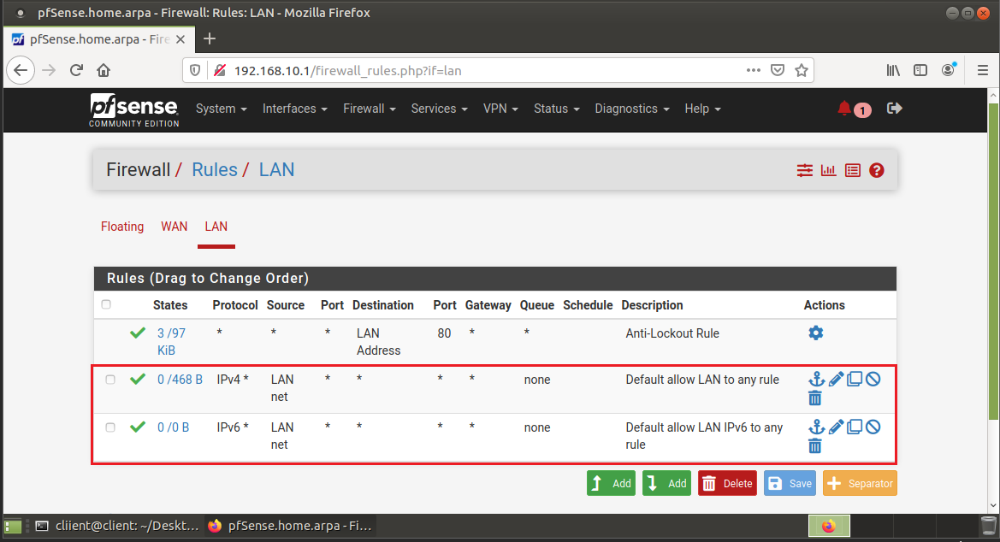 pfSense.home.arpa - Firewall: Rules: LAN - Mozilla Firefox
pfSense.home.arpa - Fire
192.168.10.1/firewall_rules.php?if=lan
pfsense System Interfaces Firewall Services VPN Status Diagnostics Help 1
COMMUNITY EDITION
Firewall / Rules / LAN
Floating WAN LAN
Rules (Drag to Change Order)
States Protocol Source Port Destination Port Gateway Queue Schedule Description Actions
3 /97 * * * LAN 80 * * Anti-Lockout Rule
KiB Address
0 /468 B IPv4 * LAN * * * * none Default allow LAN to any rule
net
0 /0 B IPv6 * LAN * * * * none Default allow LAN IPv6 to any
net rule
Add Add Delete Save Separator
cliient@client: ~/Deskt... pfSense.home.arpa - Fi...